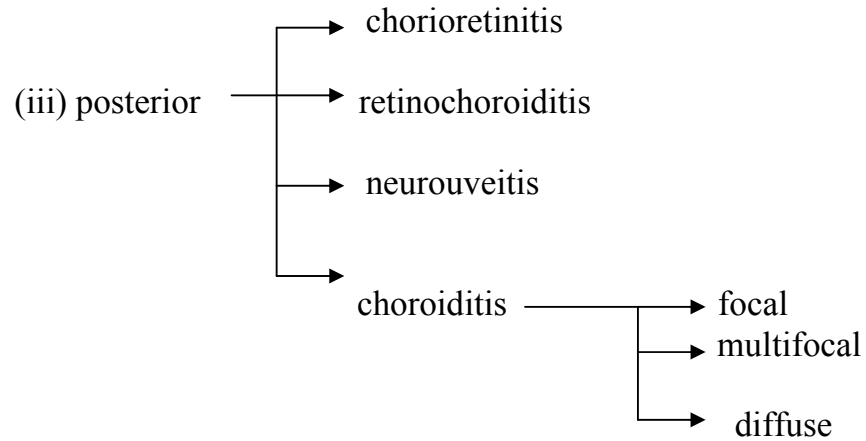 chorioretinitis
(iii) posterior
retinochoroiditis
neurouveitis
choroiditis
focal
multifocal
diffuse